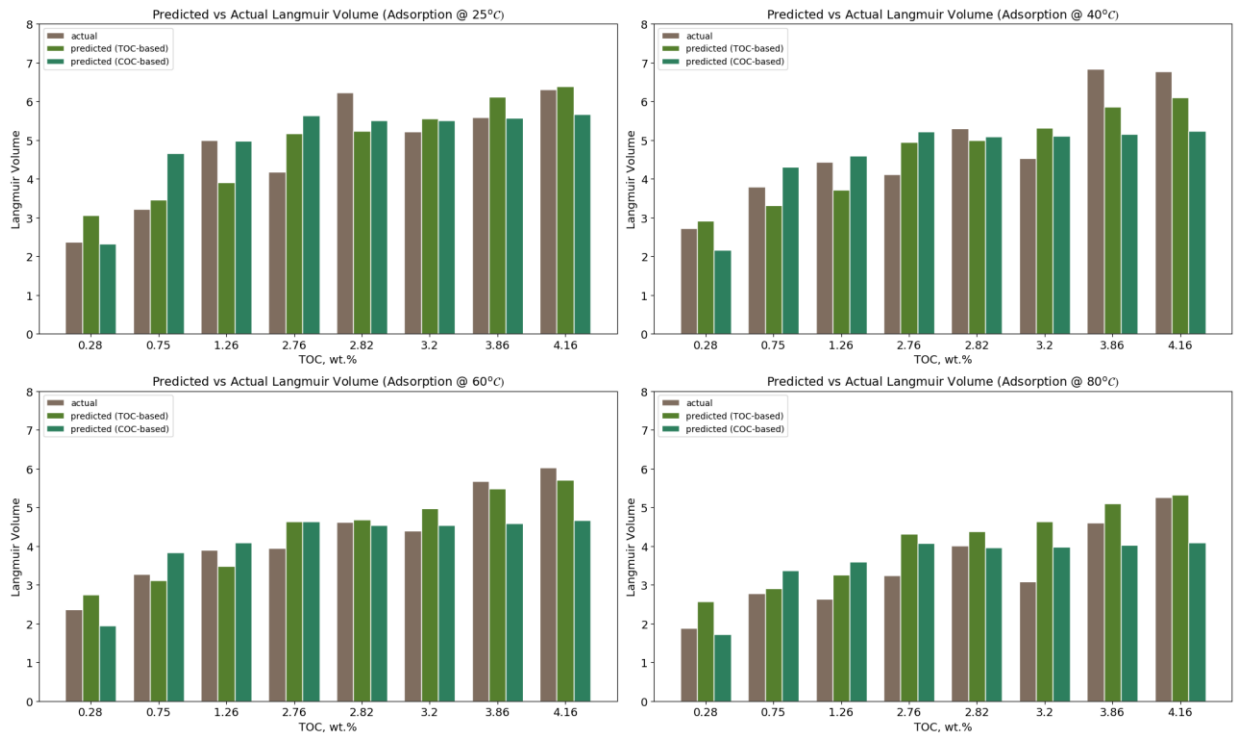 Predicted vs Actual Langmuir Volume (Adsorption @ 25°C)
8
7
6
5
4
3
2
1
0
Langmuir Volume
actual
predicted (TOC-based)
predicted (COC-based)
0.28 0.75 1.26 2.76 2.82 3.2 3.86 4.16
TOC, wt.%
Predicted vs Actual Langmuir Volume (Adsorption @ 40°C)
8
7
6
5
4
3
2
1
0
Langmuir Volume
actual
predicted (TOC-based)
predicted (COC-based)
0.28 0.75 1.26 2.76 2.82 3.2 3.86 4.16
TOC, wt.%
Predicted vs Actual Langmuir Volume (Adsorption @ 60°C)
8
7
6
5
4
3
2
1
0
Langmuir Volume
actual
predicted (TOC-based)
predicted (COC-based)
0.28 0.75 1.26 2.76 2.82 3.2 3.86 4.16
TOC, wt.%
Predicted vs Actual Langmuir Volume (Adsorption @ 80°C)
8
7
6
5
4
3
2
1
0
Langmuir Volume
actual
predicted (TOC-based)
predicted (COC-based)
0.28 0.75 1.26 2.76 2.82 3.2 3.86 4.16
TOC, wt.%